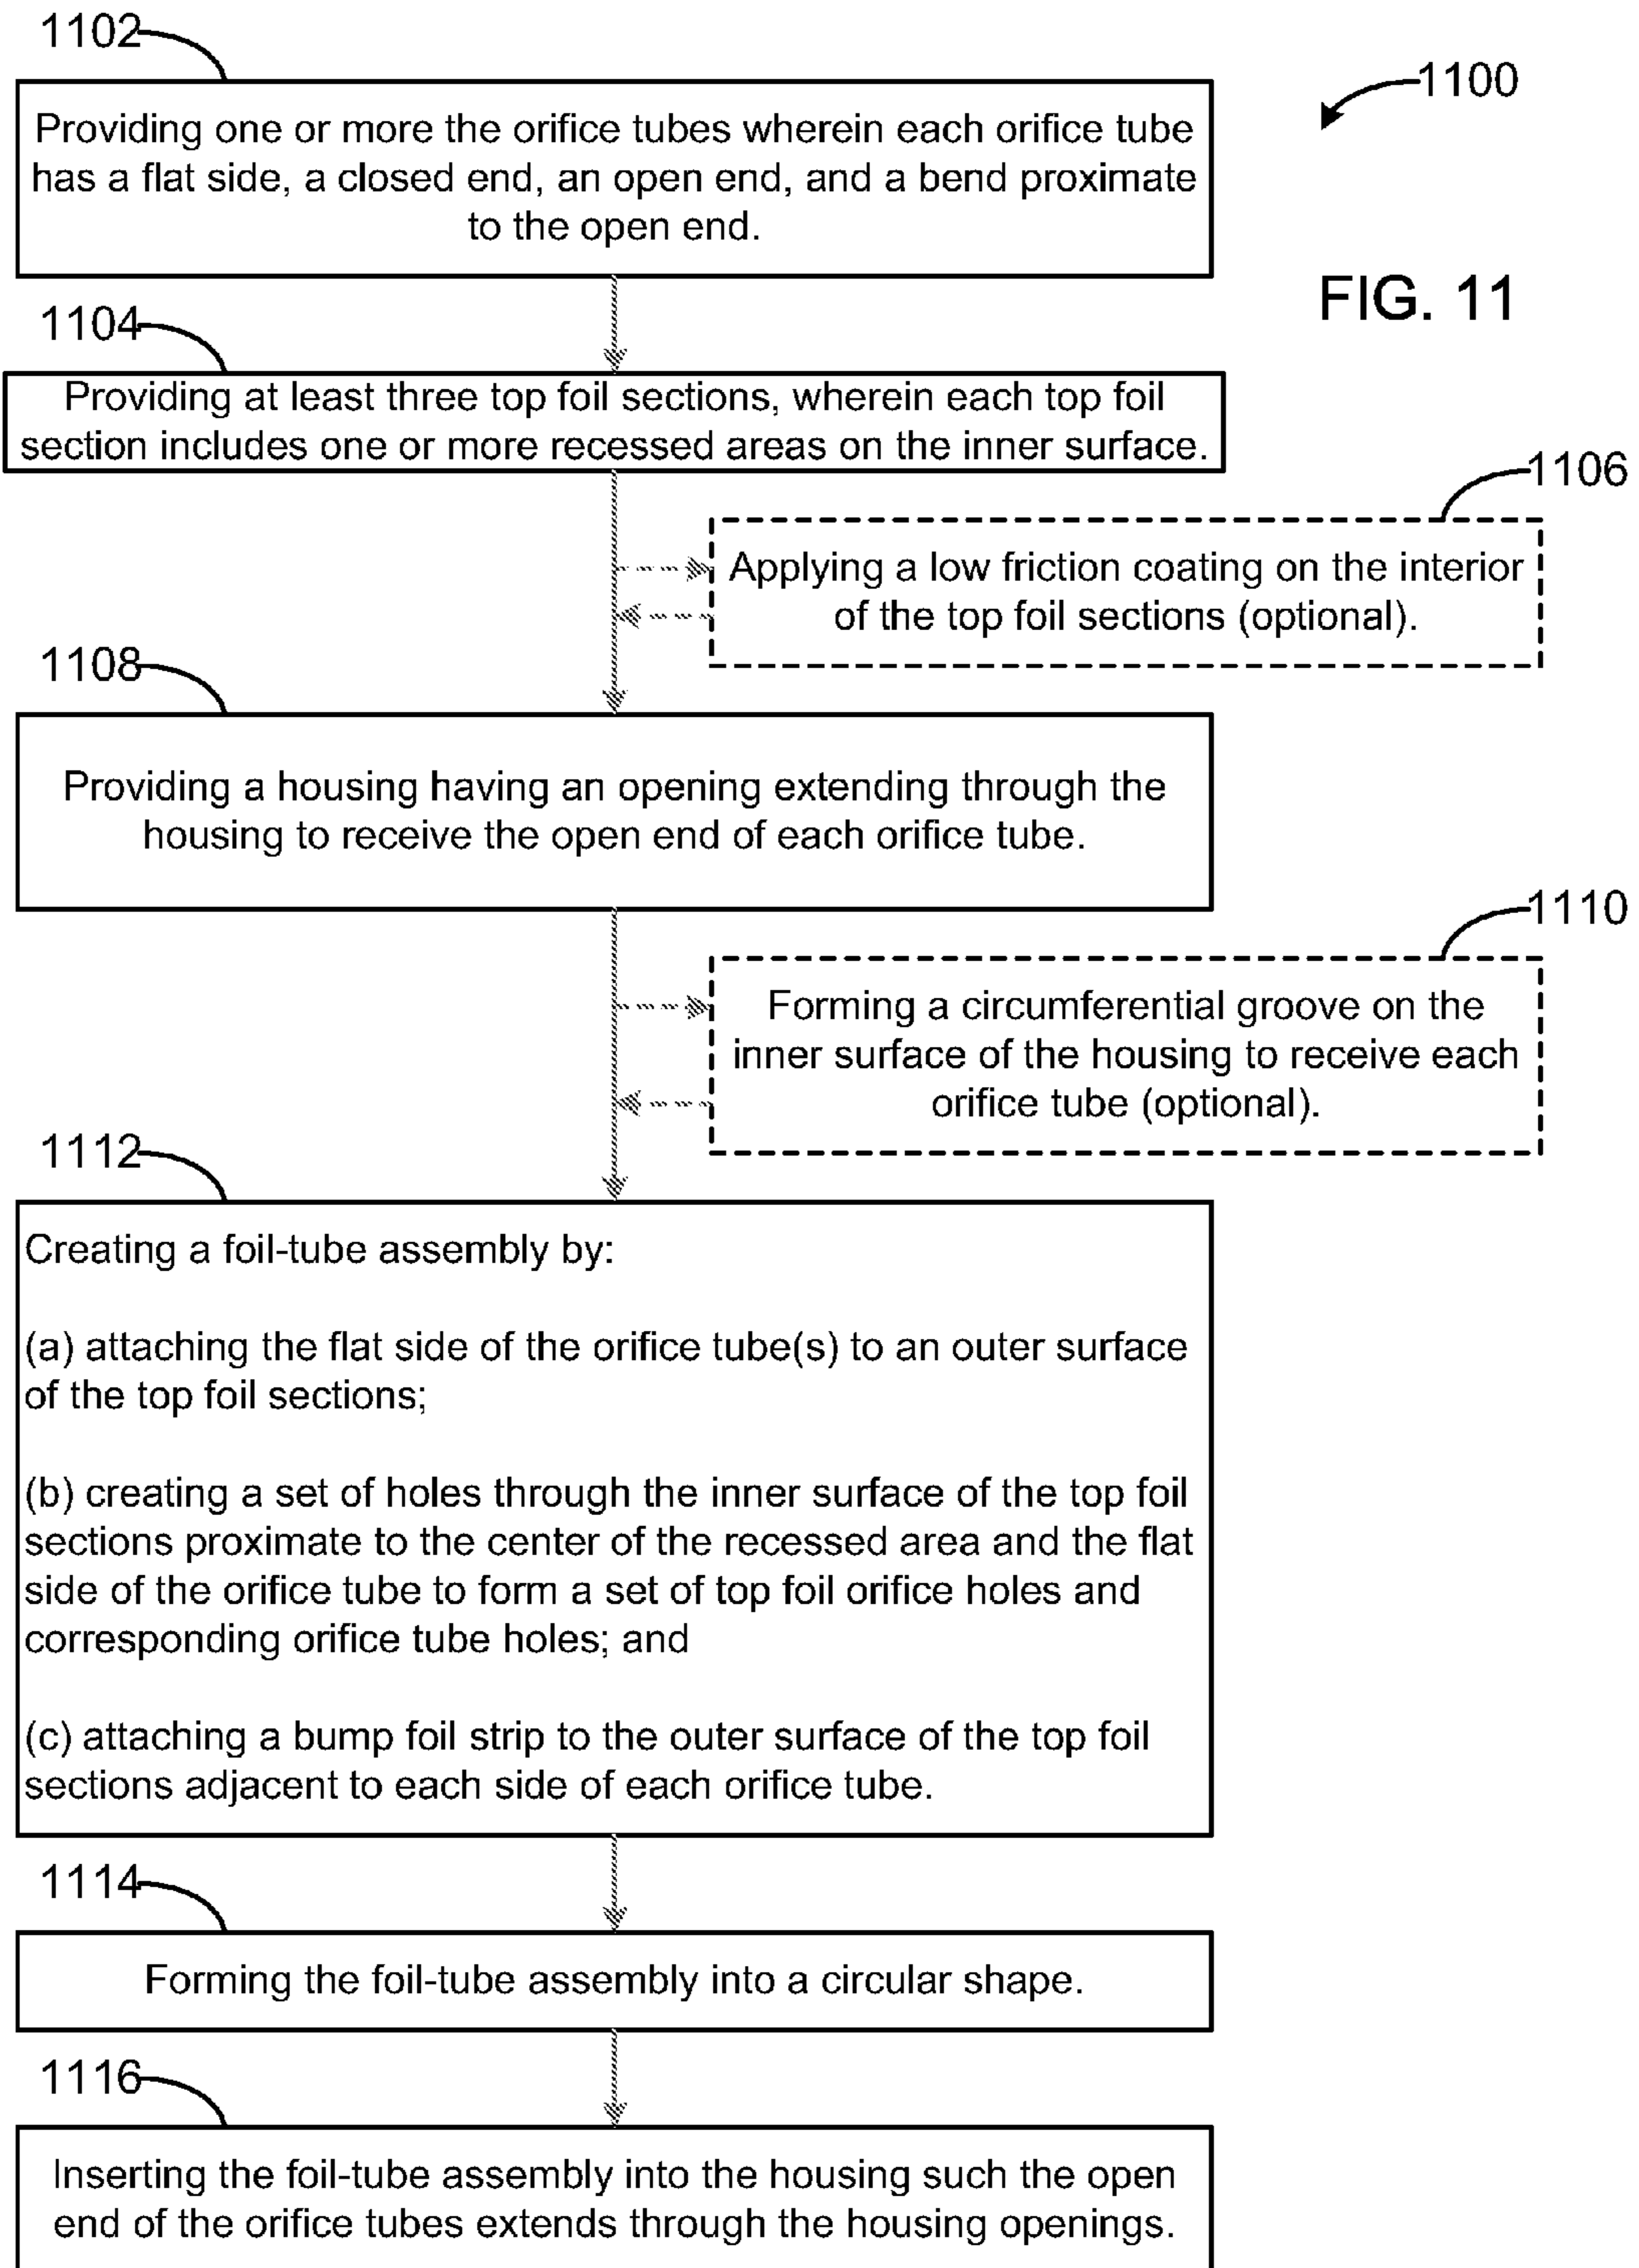 1102
1100
Providing one or more the orifice tubes wherein each orifice tube
has a flat side, a closed end, an open end, and a bend proximate
to the open end.
FIG. 11
1104
Providing at least three top foil sections, wherein each top foil
section includes one or more recessed areas on the inner surface.
1106
Applying a low friction coating on the interior
of the top foil sections (optional).
1108
Providing a housing having an opening extending through the
housing to receive the open end of each orifice tube.
1110
Forming a circumferential groove on the
inner surface of the housing to receive each
orifice tube (optional).
1112
Creating a foil-tube assembly by:
(a) attaching the flat side of the orifice tube(s) to an outer surface
of the top foil sections;
(b) creating a set of holes through the inner surface of the top foil
sections proximate to the center of the recessed area and the flat
side of the orifice tube to form a set of top foil orifice holes and
corresponding orifice tube holes; and
(c) attaching a bump foil strip to the outer surface of the top foil
sections adjacent to each side of each orifice tube.
1114
Forming the foil-tube assembly into a circular shape.
1116
Inserting the foil-tube assembly into the housing such the open
end of the orifice tubes extends through the housing openings.